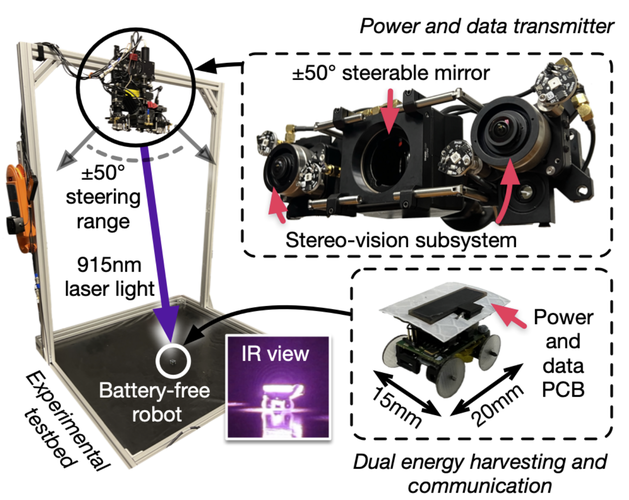 Power and data transmitter
±50° steerable mirror
±50°
steering
range
Stereo-vision subsystem
915nm
laser light
IR view
Battery-free
robot
Power
and
data
PCB
15mm
20mm
Experimental
testbed
Dual energy harvesting and
communication